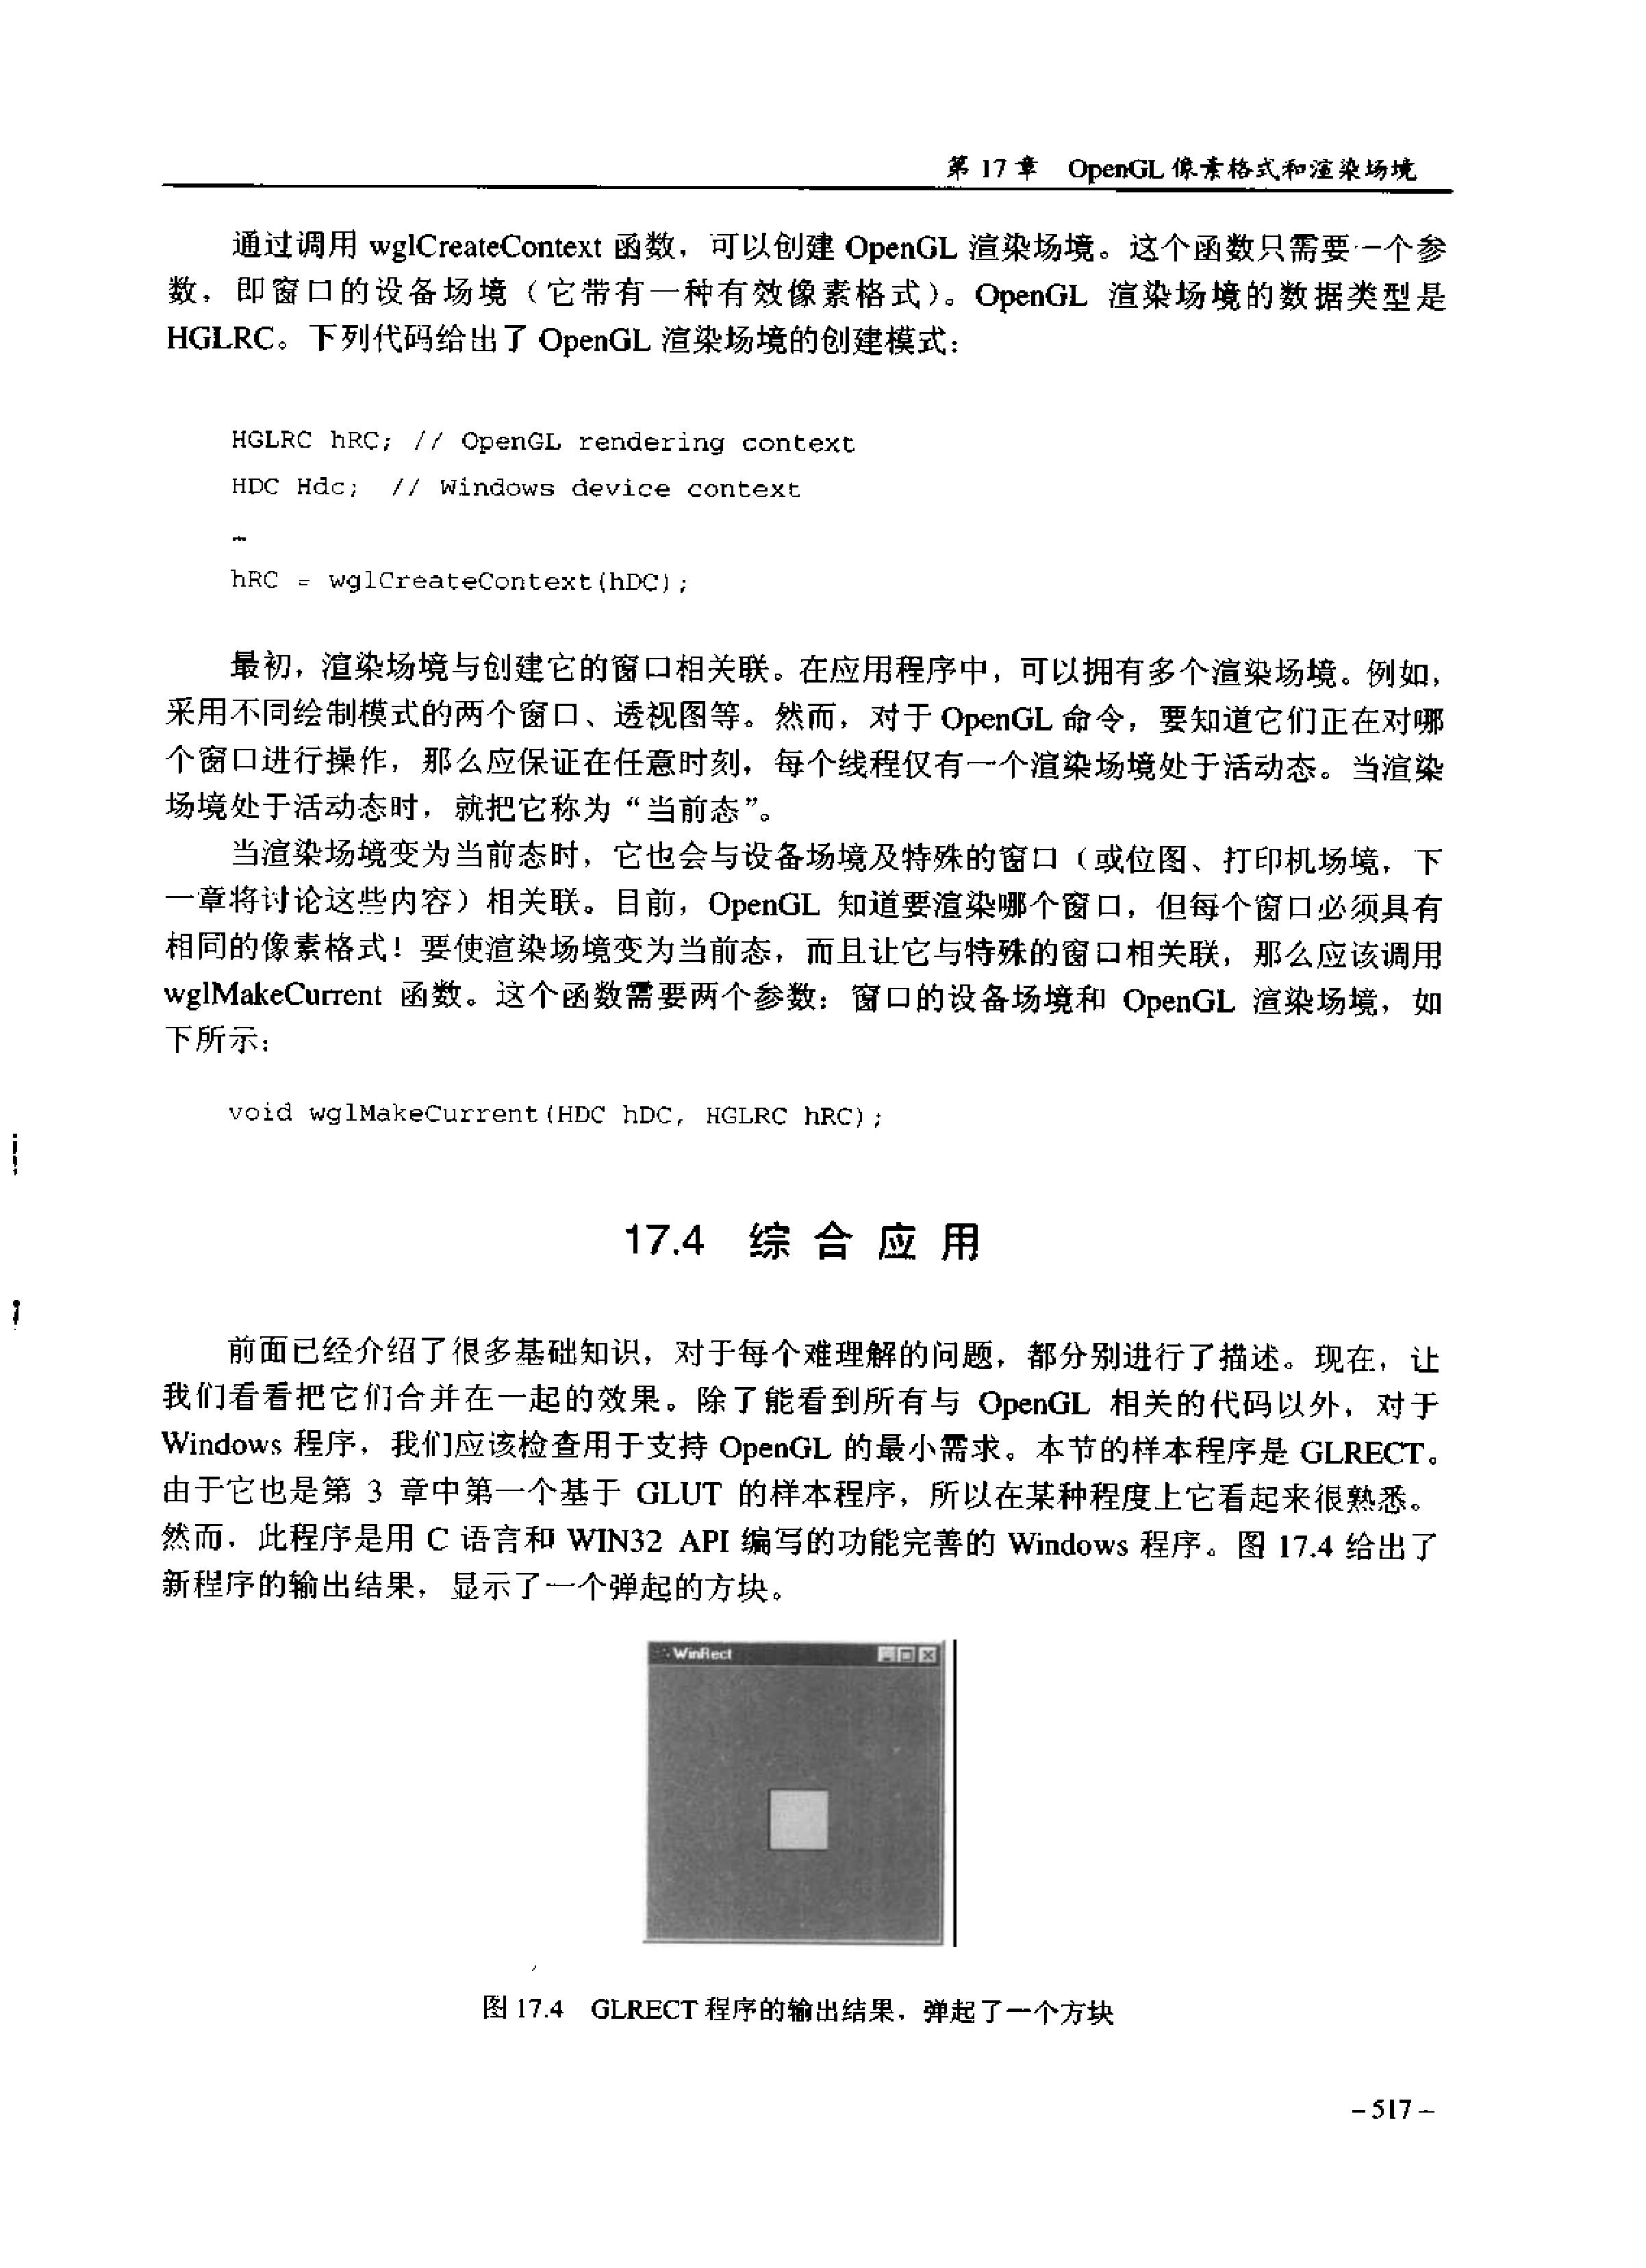 第 17 章 OpenGL 像素格式和渲染场境
通过调用 wglCreateContext 函数，可以创建 OpenGL 渲染场境。这个函数只需要一个参
数，即窗口的设备场境（它带有一种有效像素格式）。OpenGL 渲染场境的数据类型是
HGLRC。下列代码给出了 OpenGL 渲染场境的创建模式：
HGLRC hRC; // OpenGL rendering context
HDC Hdc; // Windows device context
…
hRC = wglCreateContext(hDC);
最初，渲染场境与创建它的窗口相关联。在应用程序中，可以拥有多个渲染场境。例如，
采用不同绘制模式的两个窗口、透视图等。然而，对于 OpenGL 命令，要知道它们正在对哪
个窗口进行操作，那么应保证在任意时刻，每个线程仅有一个渲染场境处于活动态。当渲染
场境处于活动态时，就把它称为“当前态”。
当渲染场境变为当前态时，它也会与设备场境及特殊的窗口（或位图、打印机场境，下
一章将讨论这些内容）相关联。目前，OpenGL 知道要渲染哪个窗口，但每个窗口必须具有
相同的像素格式！要使渲染场境变为当前态，而且让它与特殊的窗口相关联，那么应该调用
wglMakeCurrent 函数。这个函数需要两个参数：窗口的设备场境和 OpenGL 渲染场境，如
下所示：
void wglMakeCurrent(HDC hDC, HGLRC hRC);
17.4 综合应用
前面已经介绍了很多基础知识，对于每个难理解的问题，都分别进行了描述。现在，让
我们看看把它们合并在一起的效果。除了能看到所有与 OpenGL 相关的代码以外，对于
Windows 程序，我们应该检查用于支持 OpenGL 的最小需求。本节的样本程序是 GLRECT。
由于它也是第 3 章中第一个基于 GLUT 的样本程序，所以在某种程度上它看起来很熟悉。
然而，此程序是用 C 语言和 WIN32 API 编写的功能完善的 Windows 程序。图 17.4 给出了
新程序的输出结果，显示了一个弹起的方块。
WinRect
图 17.4 GLRECT 程序的输出结果，弹起了一个方块
－517－